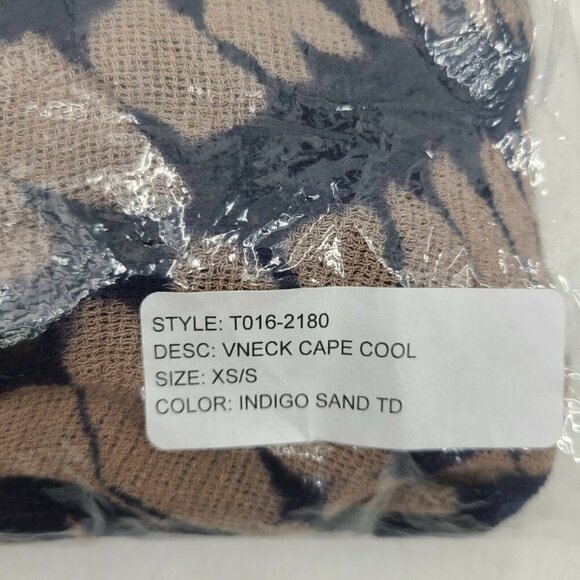 STYLE: T016-2180
DESC: VNECK CAPE COOL
SIZE: XS/S
COLOR: INDIGO SAND TD